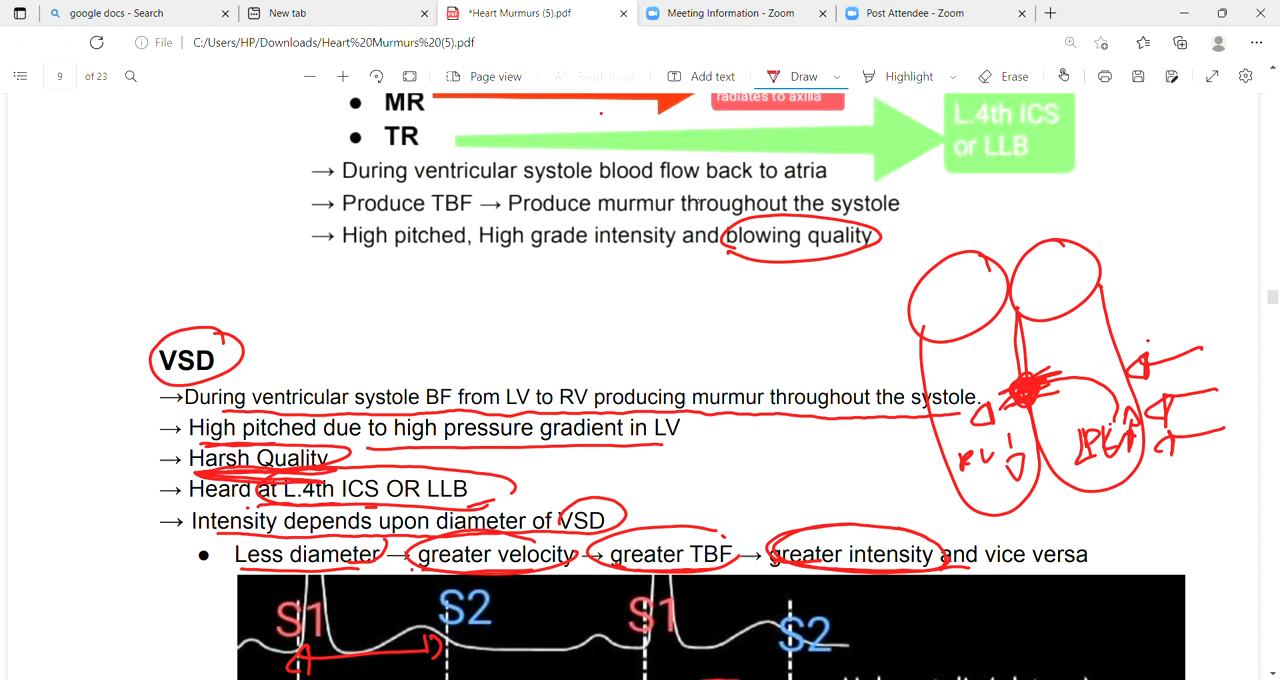 google docs - Search
New tab
*Heart Murmurs (5).pdf
Meeting Information - Zoom
Post Attendee - Zoom
File
C:/Users/HP/Downloads/Heart%20Murmurs%20(5).pdf
9 of 23
Page view
Read aloud
Add text
Draw
Highlight
Erase
● MR
radiates to axilla
● TR
L.4th ICS
or LLB
→ During ventricular systole blood flow back to atria
→ Produce TBF → Produce murmur throughout the systole
→ High pitched, High grade intensity and blowing quality
VSD
→During ventricular systole BF from LV to RV producing murmur throughout the systole.
→ High pitched due to high pressure gradient in LV
→ Harsh Quality
→ Heard at L.4th ICS OR LLB
→ Intensity depends upon diameter of VSD
● Less diameter → greater velocity → greater TBF → greater intensity and vice versa
RV
S1
S2
S1
S2